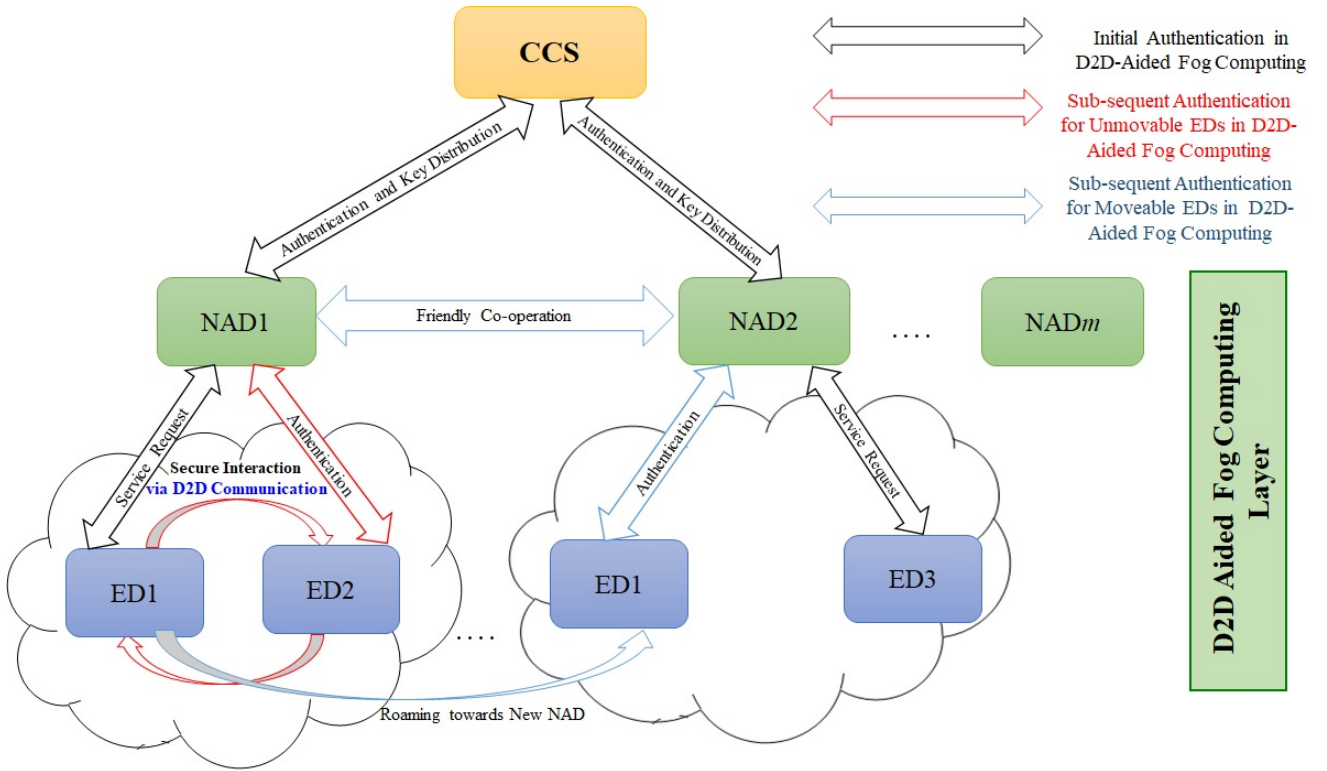 CCS
Initial Authentication in
D2D-Aided Fog Computing
Sub-sequent Authentication
for Unmovable EDs in D2D-
Aided Fog Computing
Sub-sequent Authentication
for Moveable EDs in D2D-
Aided Fog Computing
Authentication and Key Distribution
Authentication and Key Distribution
NAD1
Friendly Co-operation
NAD2
....
NADm
Service Request
Authentication
Secure Interaction
via D2D Communication
Authentication
Service Request
ED1
ED2
....
ED1
ED3
Roaming towards New NAD
D2D Aided Fog Computing
Layer